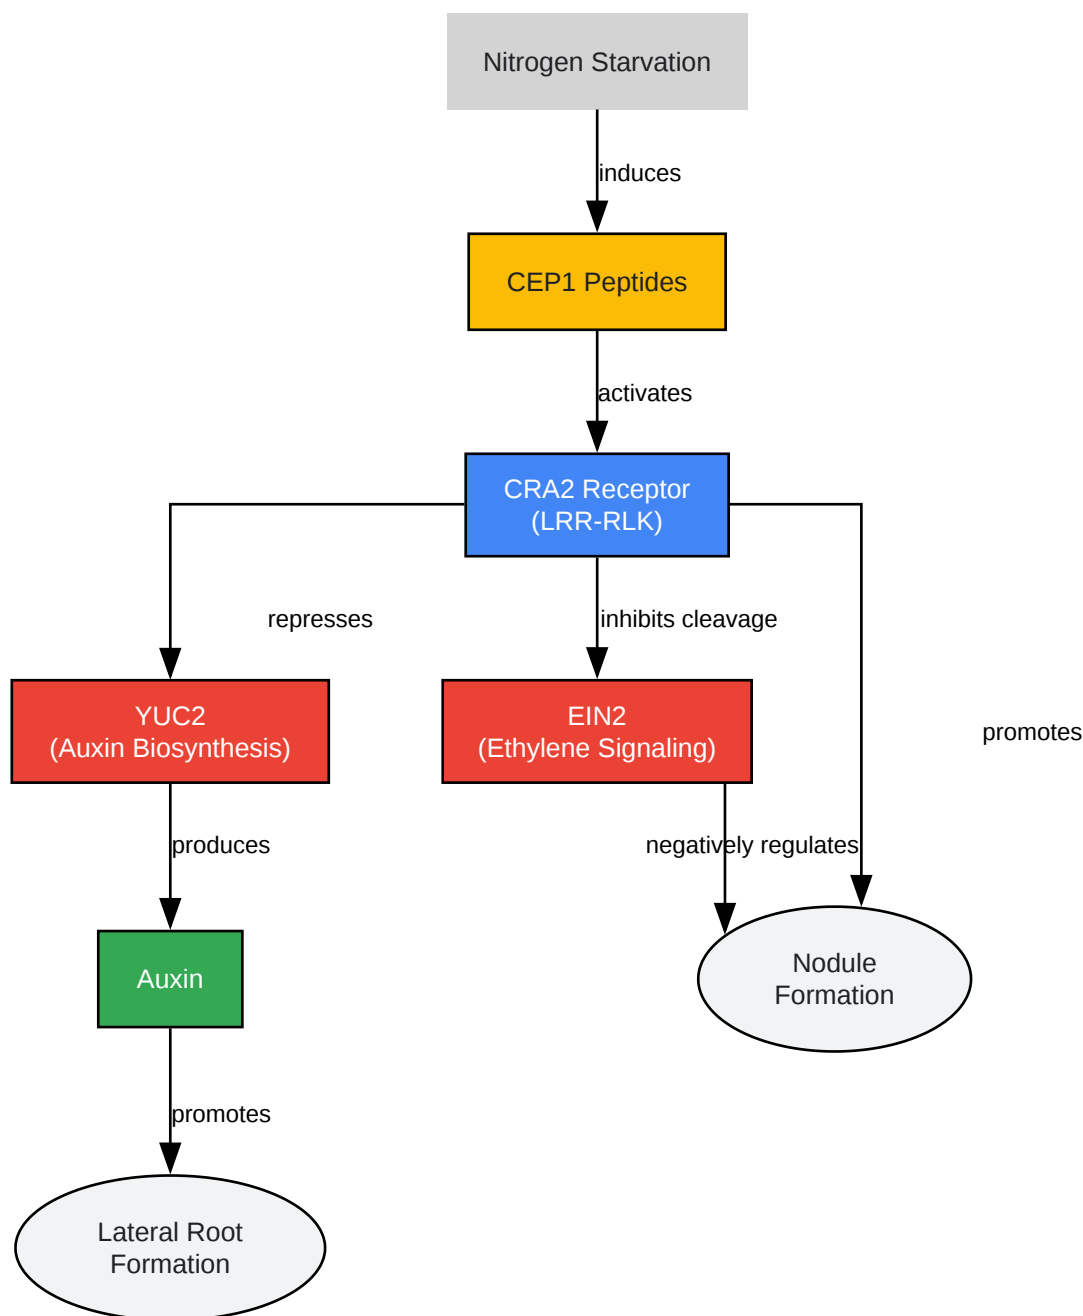 Nitrogen Starvation
induces
CEP1 Peptides
activates
CRA2 Receptor
(LRR-RLK)
represses
inhibits cleavage
YUC2
(Auxin Biosynthesis)
EIN2
(Ethylene Signaling)
promotes
produces
negatively regulates
Auxin
Nodule
Formation
promotes
Lateral Root
Formation